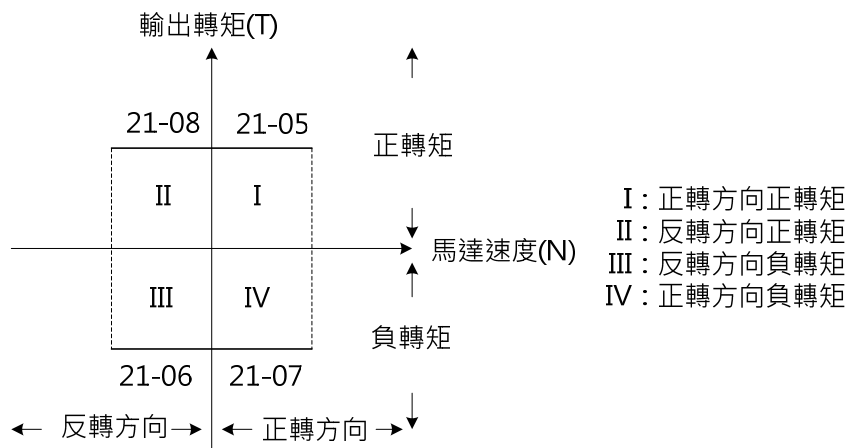 輸出轉矩(T)
21-08
21-05
正轉矩
II
I
馬達速度(N)
III
IV
負轉矩
21-06
21-07
反轉方向
正轉方向
I：正轉方向正轉矩
II：反轉方向正轉矩
III：反轉方向負轉矩
IV：正轉方向負轉矩